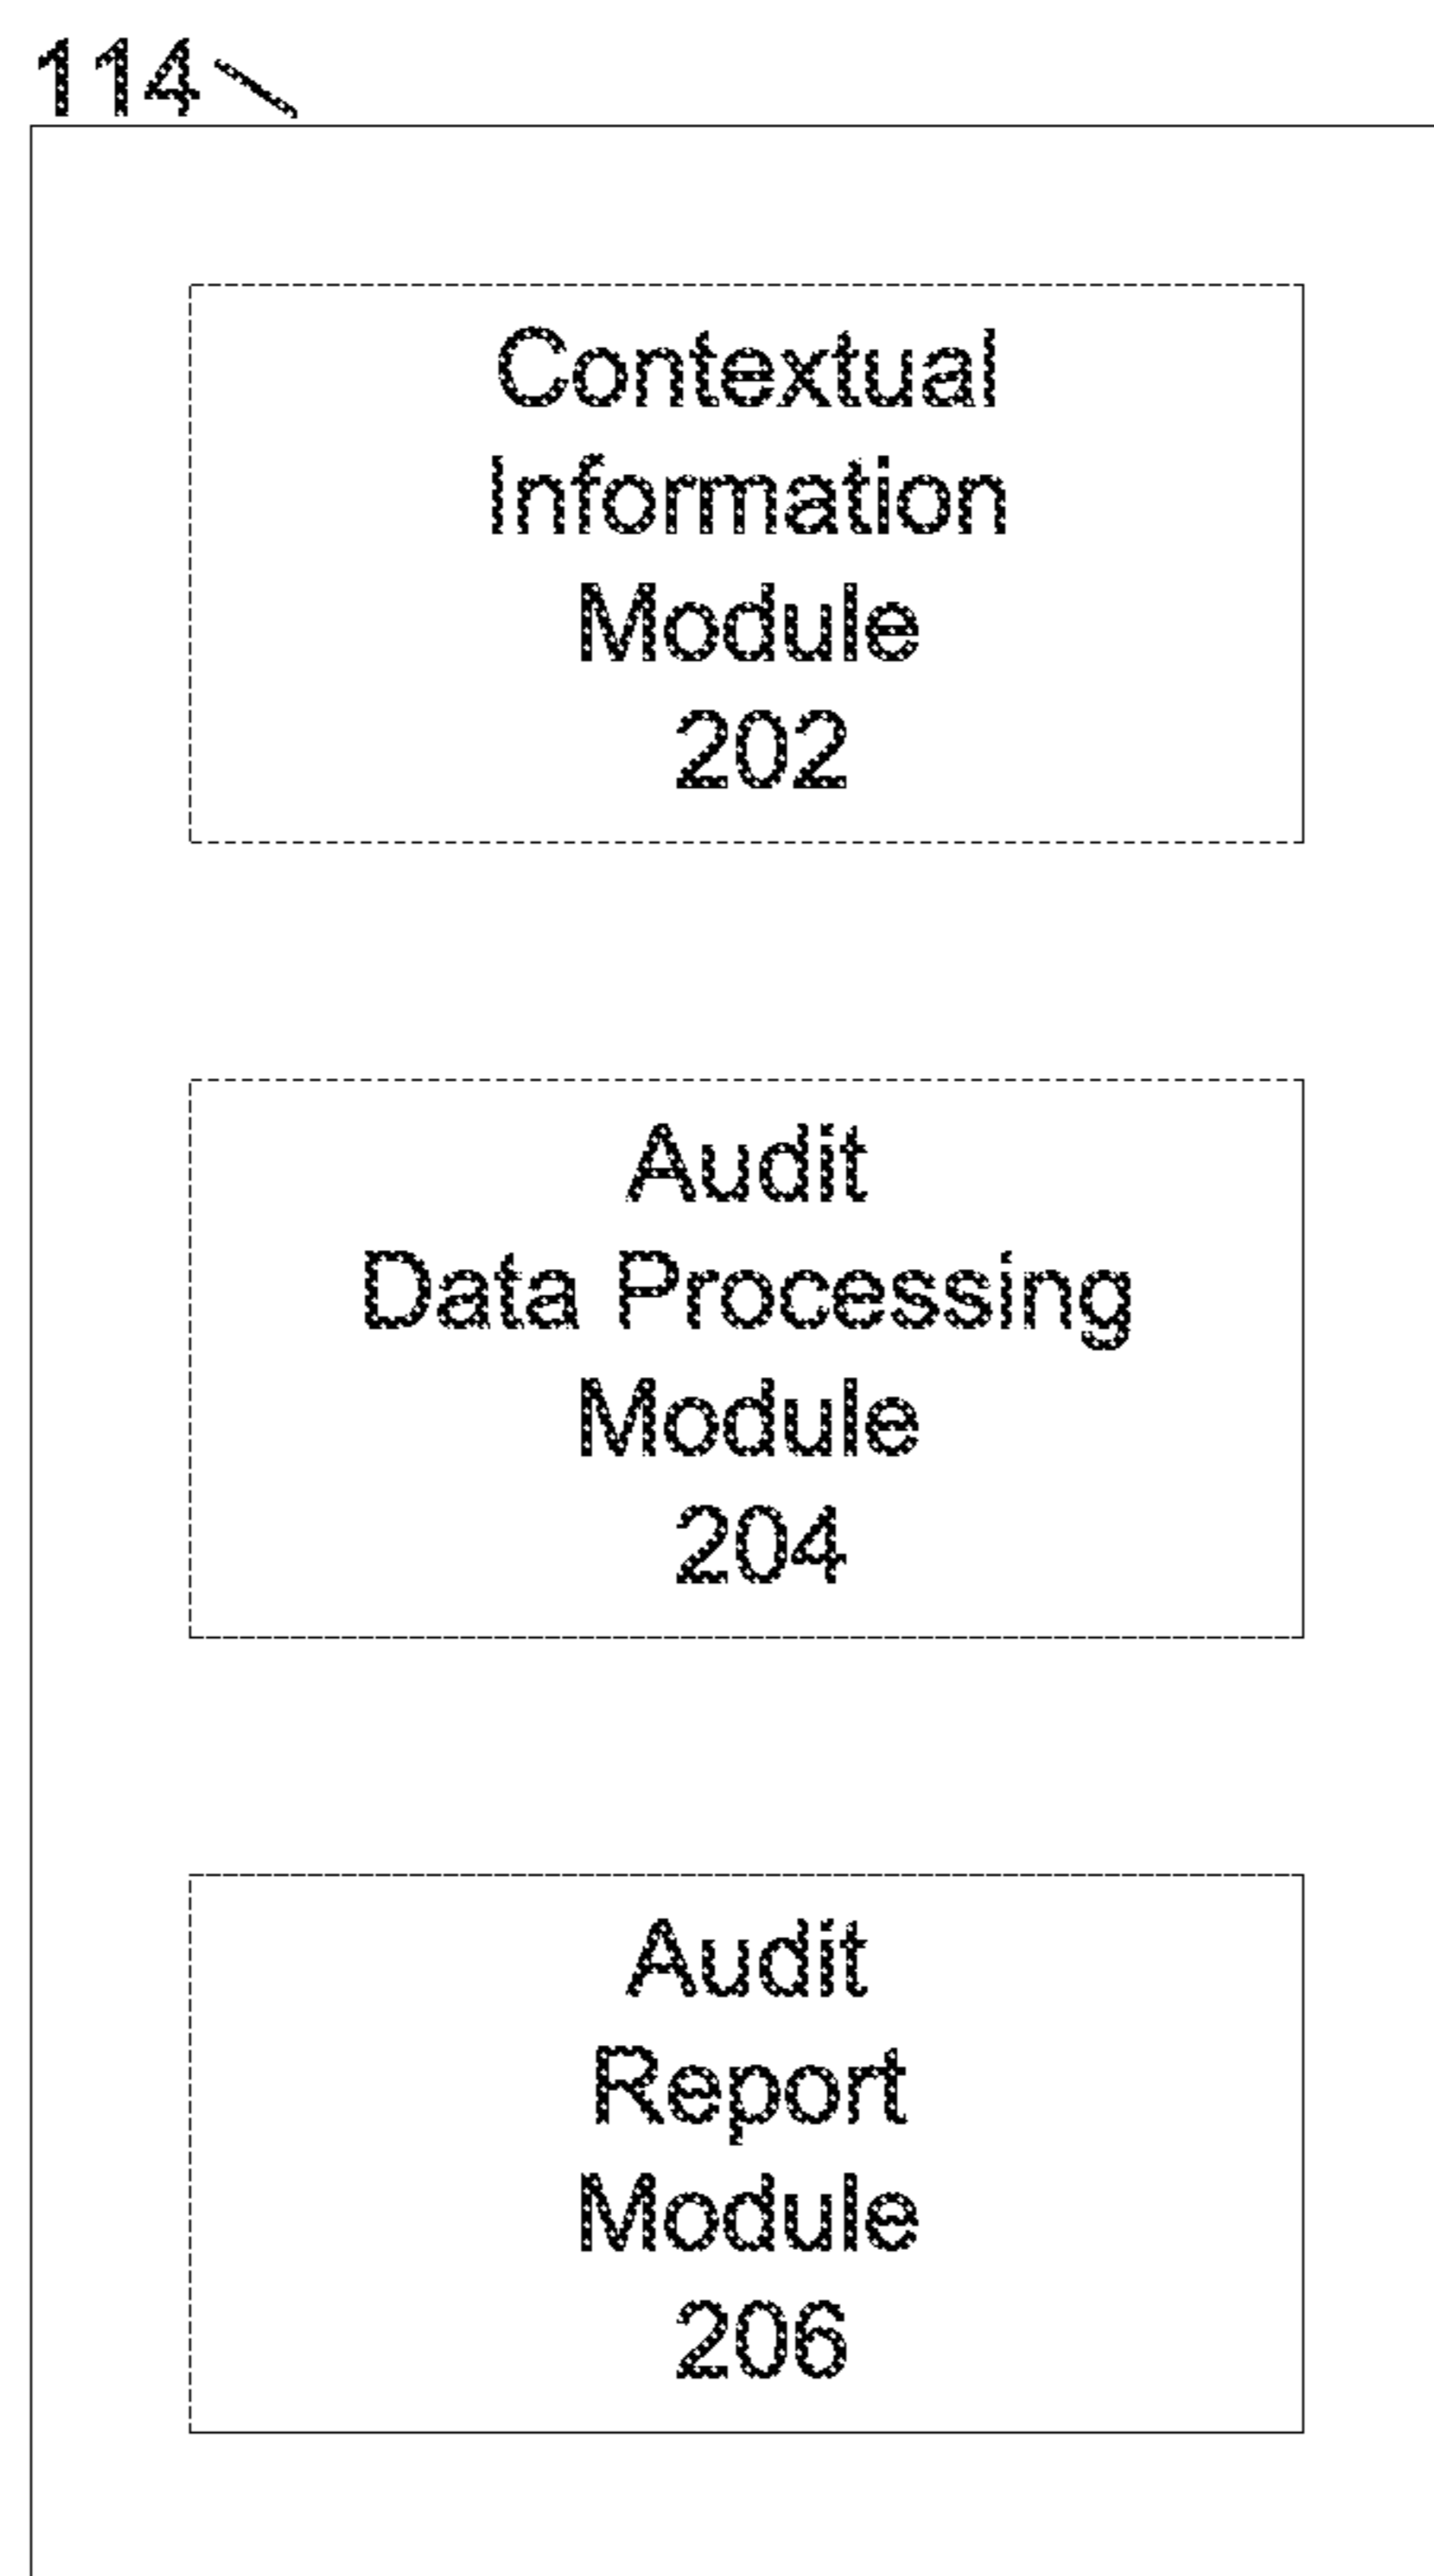 114
Contextual
Information
Module
202
Audit
Data Processing
Module
204
Audit
Report
Module
206